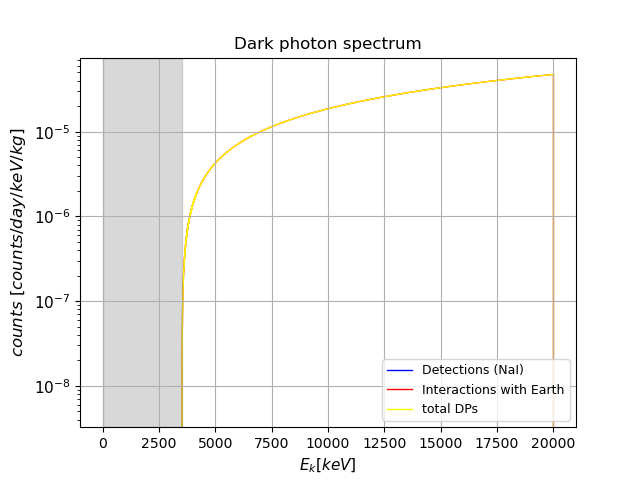 Dark photon spectrum
counts [counts/day/keV/kg]
10⁻⁵
10⁻⁶
10⁻⁷
10⁻⁸
Detections (NaI)
Interactions with Earth
total DPs
0 2500 5000 7500 10000 12500 15000 17500 20000
E_k[keV]